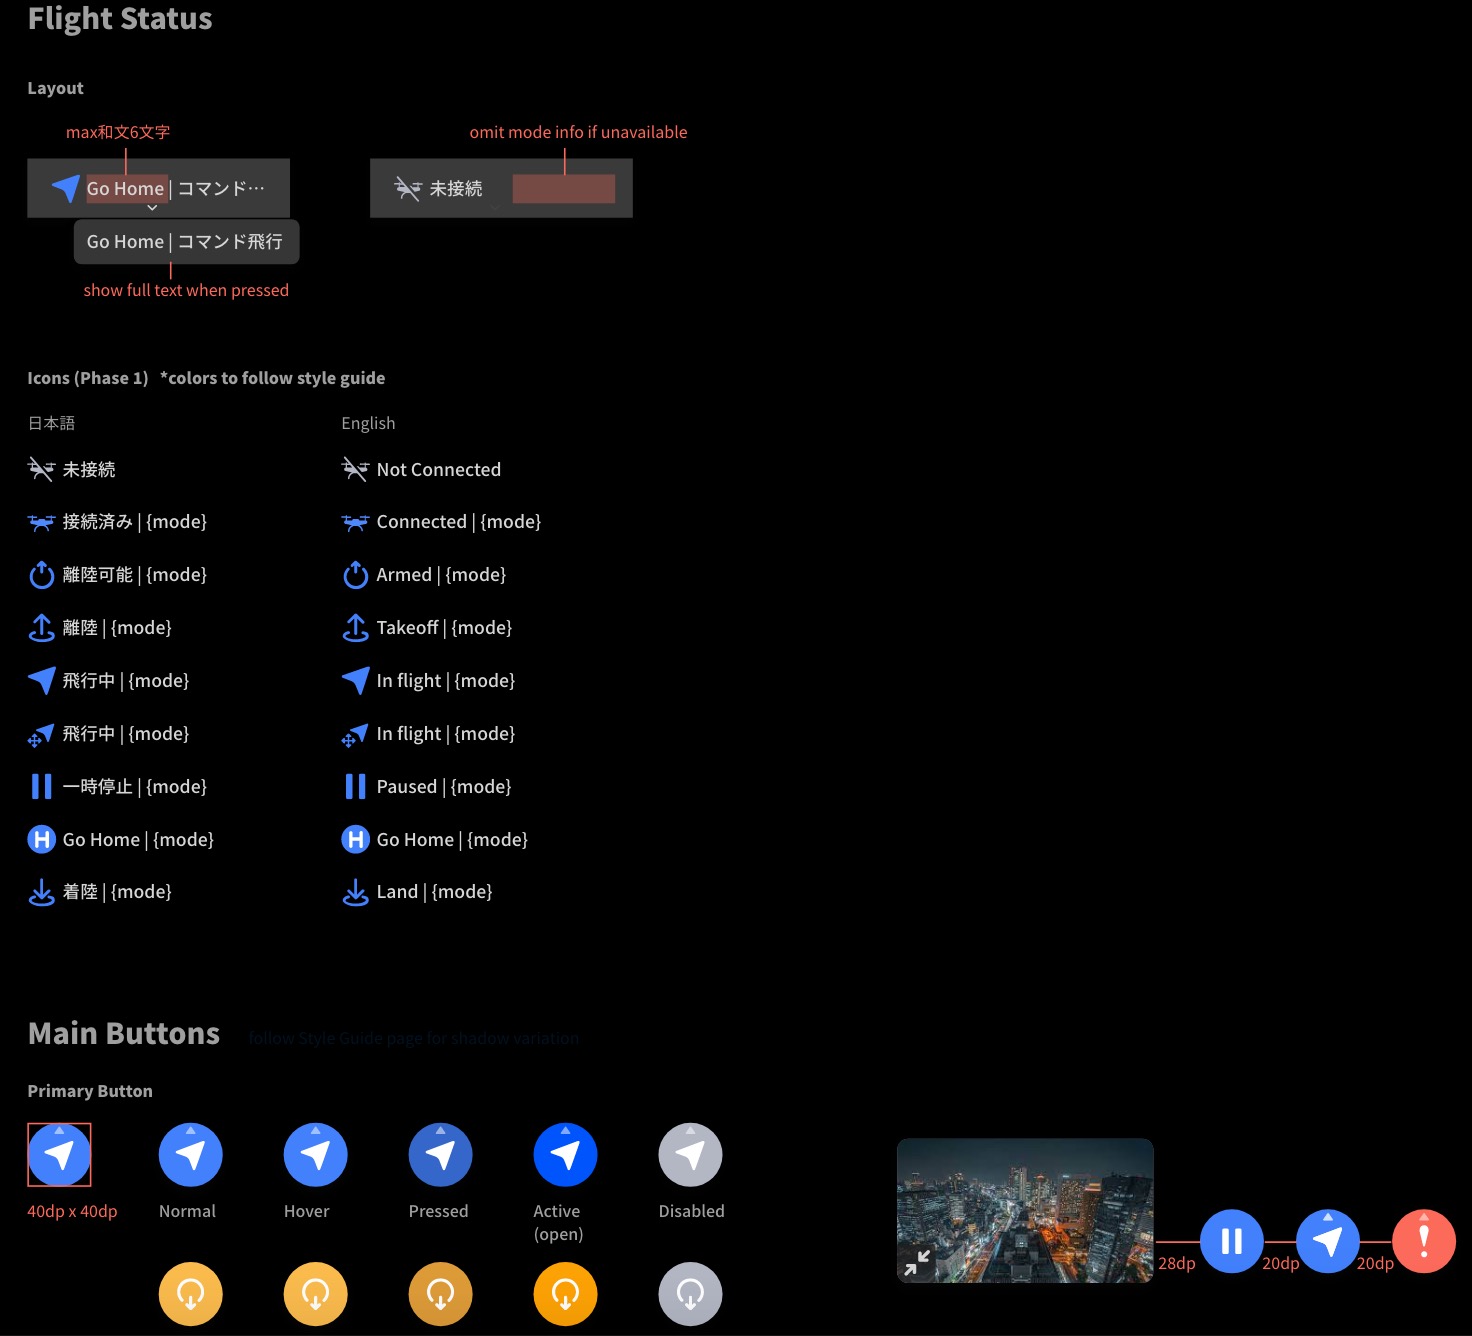 Flight Status
Layout
max和文6文字
Go Home | コマンド…
Go Home | コマンド飛行
show full text when pressed
omit mode info if unavailable
未接続
Icons (Phase 1) *colors to follow style guide
日本語
English
未接続
Not Connected
接続済み | {mode}
Connected | {mode}
離陸可能 | {mode}
Armed | {mode}
離陸 | {mode}
Takeoff | {mode}
飛行中 | {mode}
In flight | {mode}
飛行中 | {mode}
In flight | {mode}
一時停止 | {mode}
Paused | {mode}
H Go Home | {mode}
H Go Home | {mode}
着陸 | {mode}
Land | {mode}
Main Buttons
follow Style Guide page for shadow variation
Primary Button
40dp x 40dp
Normal
Hover
Pressed
Active
(open)
Disabled
28dp
20dp
20dp
!